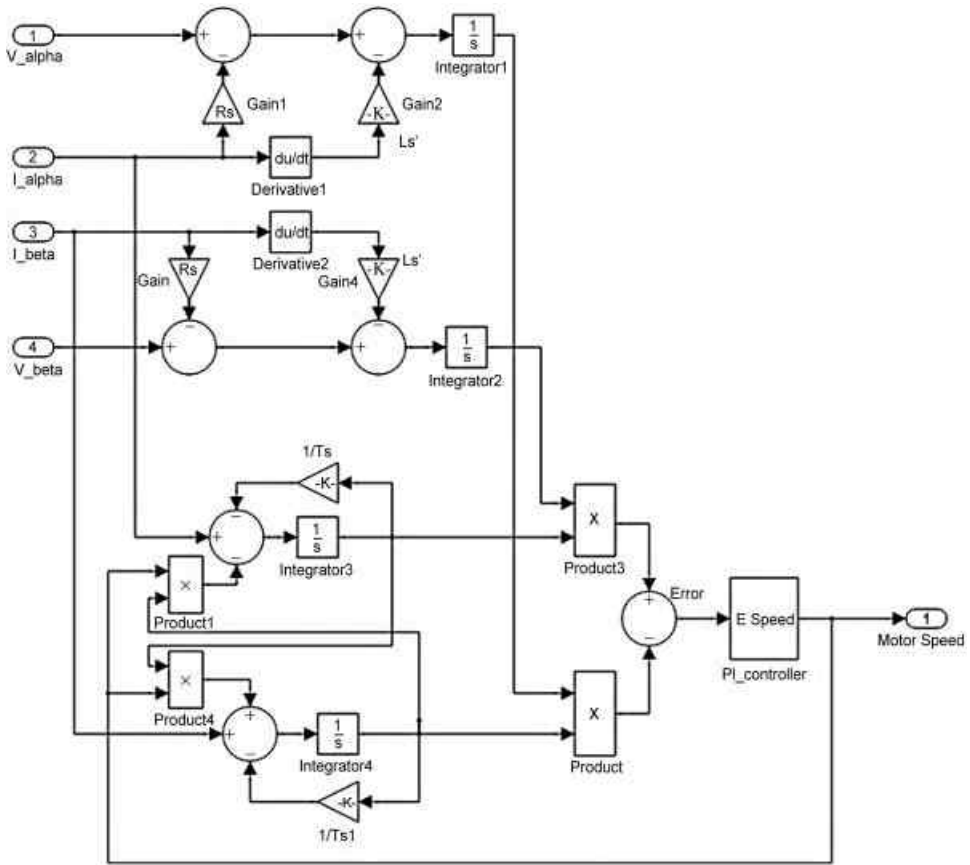 1
V_alpha
+
−
+
−
1
s
Integrator1
Rs
Gain1
-K-
Gain2
Ls'
2
I_alpha
du/dt
Derivative1
3
I_beta
du/dt
Derivative2
Rs
Gain
-K-
Gain4
Ls'
4
V_beta
+
−
+
−
1
s
Integrator2
1/Ts
-K-
−
+
−
1
s
Integrator3
×
Product1
X
Product3
+
−
Error
E Speed
PI_controller
1
Motor Speed
×
Product4
+
+
−
1
s
Integrator4
X
Product
-K-
1/Ts1